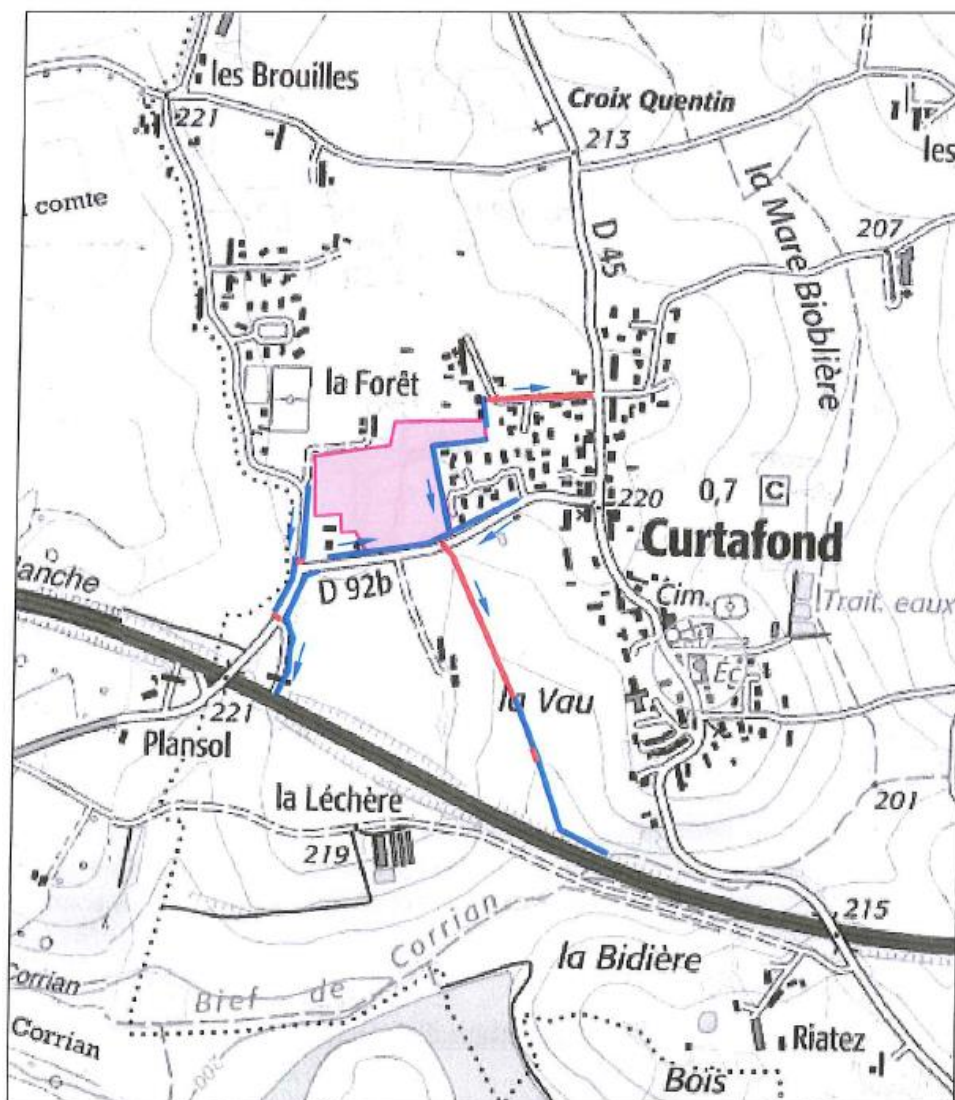 les Brouilles
221
Croix Quentin
213
les
comte
la Mare Bioblière
207
D 45
la Forêt
220
0,7 C
Curtafond
D 92b
Cim.
Trait. eaux
Éc
la Vau
221
Plansol
la Léchère
201
219
215
Bief de Corrian
la Bidière
Corrian
Corrian
Riatez
Bois
200